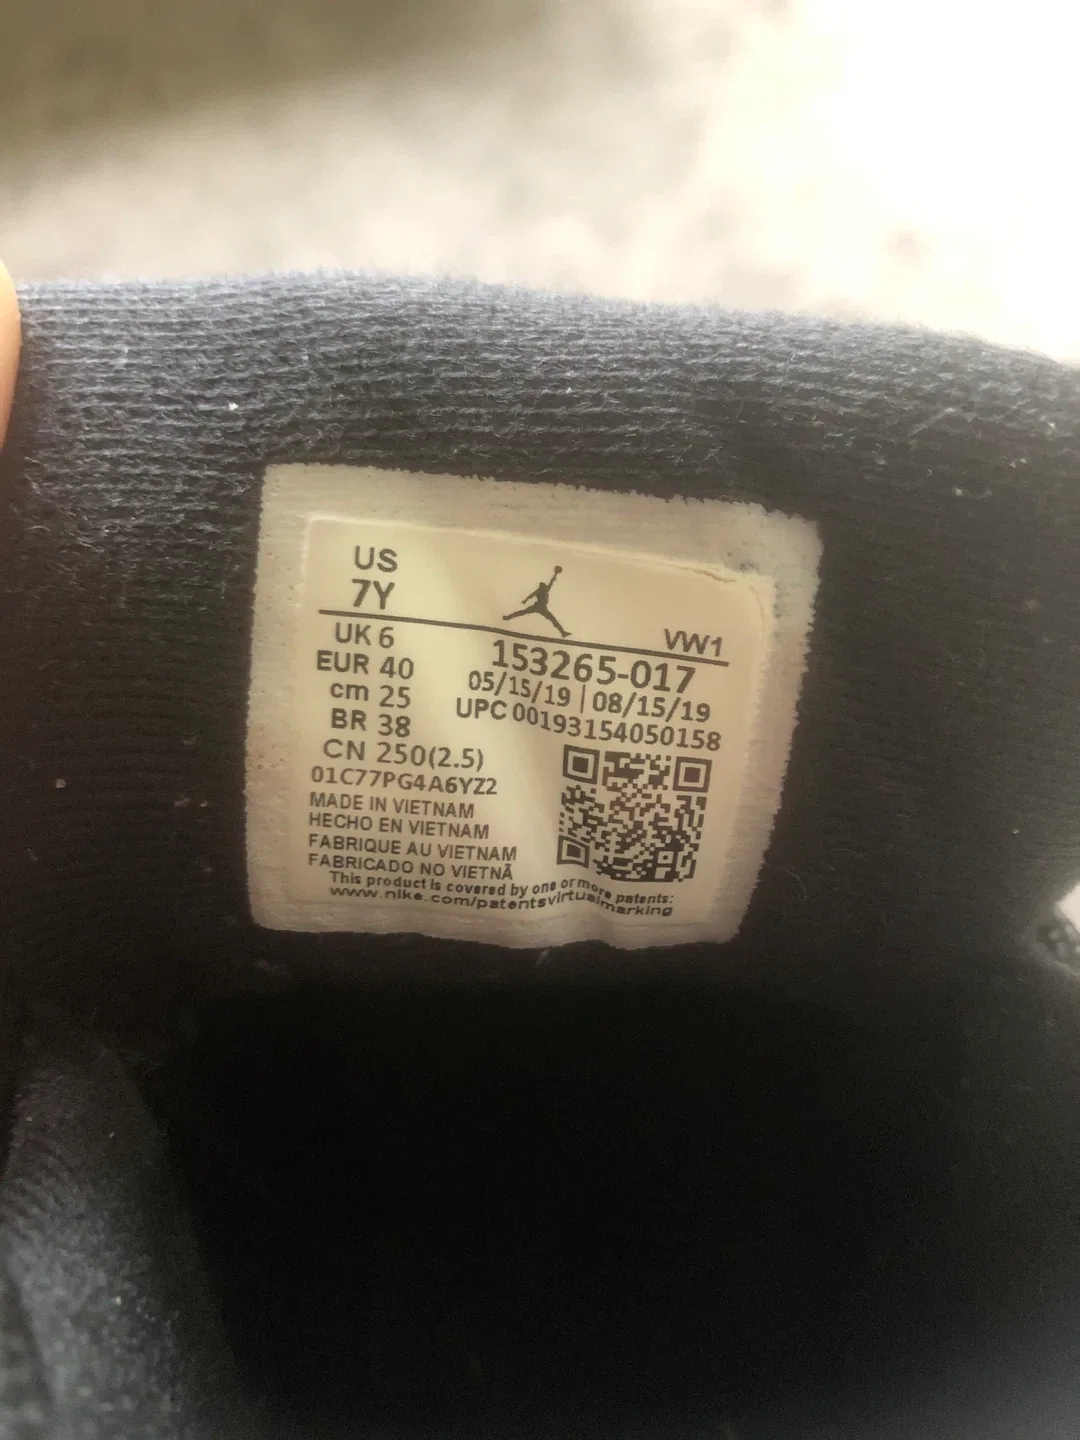 US
7Y
VW1
UK 6
EUR 40
cm 25
BR 38
CN 250(2.5)
153265-017
05/15/19 | 08/15/19
UPC 00193154050158
01C77PG4A6YZ2
MADE IN VIETNAM
HECHO EN VIETNAM
FABRIQUE AU VIETNAM
FABRICADO NO VIETNÃ
This product is covered by one or more patents:
www.nike.com/patentsvirtualmarking